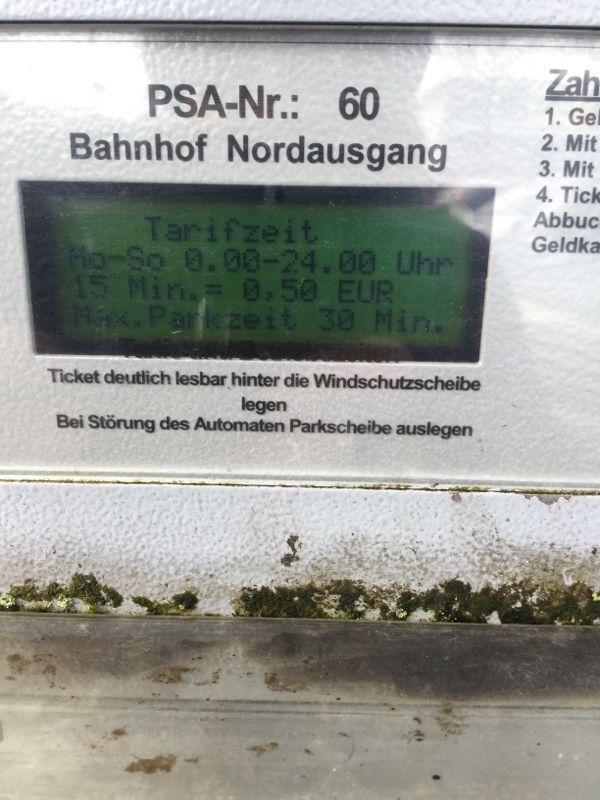 PSA-Nr.: 60
Bahnhof Nordausgang
Tarifzeit
Mo-So 0.00-24.00 Uhr
15 Min.= 0,50 EUR
Max.Parkzeit 30 Min.
Ticket deutlich lesbar hinter die Windschutzscheibe
legen
Bei Störung des Automaten Parkscheibe auslegen
Zah
1. Gel
2. Mit
3. Mit
4. Tick
Abbuc
Geldka